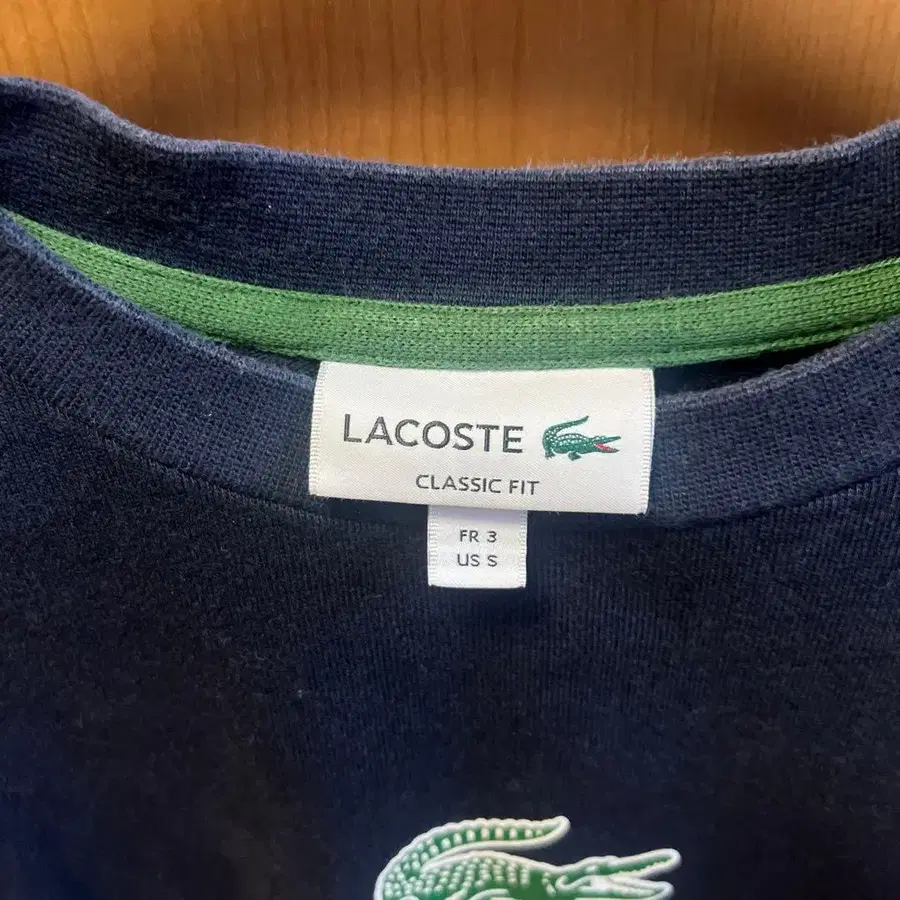 LACOSTE
CLASSIC FIT
FR 3
US S